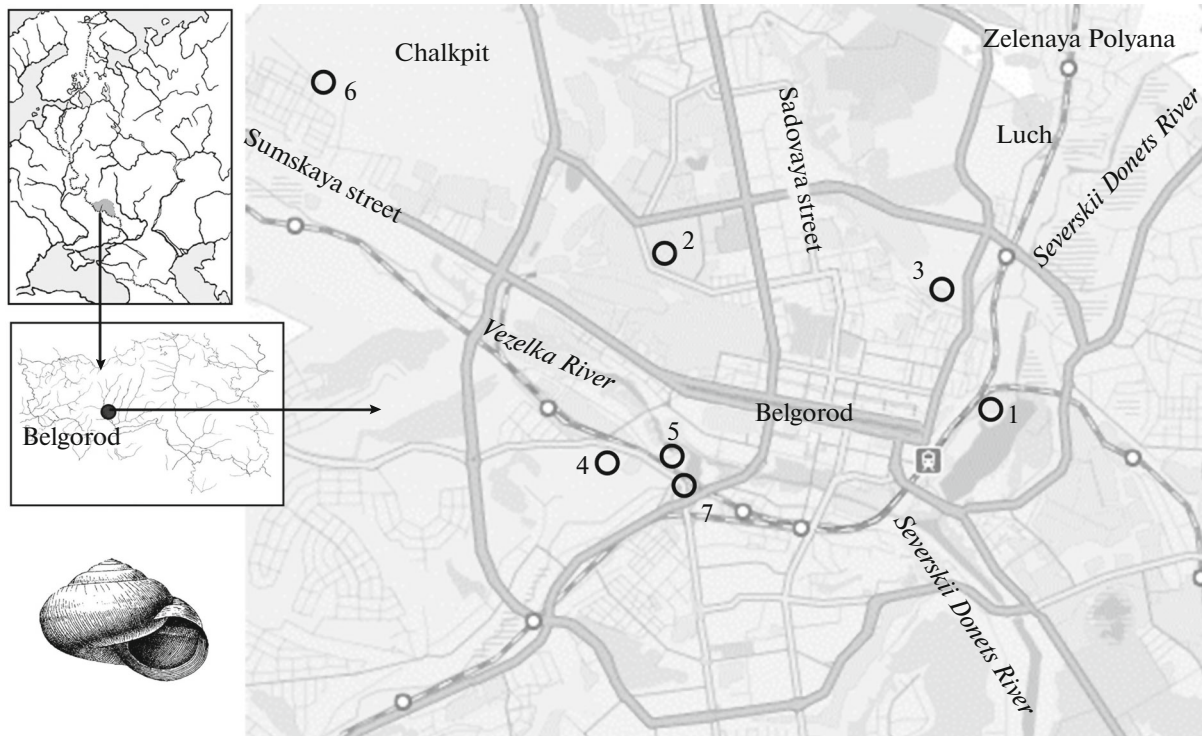 Chalkpit
Zelenaya Polyana
6
Sadovaya street
Luch
Severskii Donets River
Sumskaya street
2
3
Vezelka River
Belgorod
Belgorod
1
5
4
7
Severskii Donets River